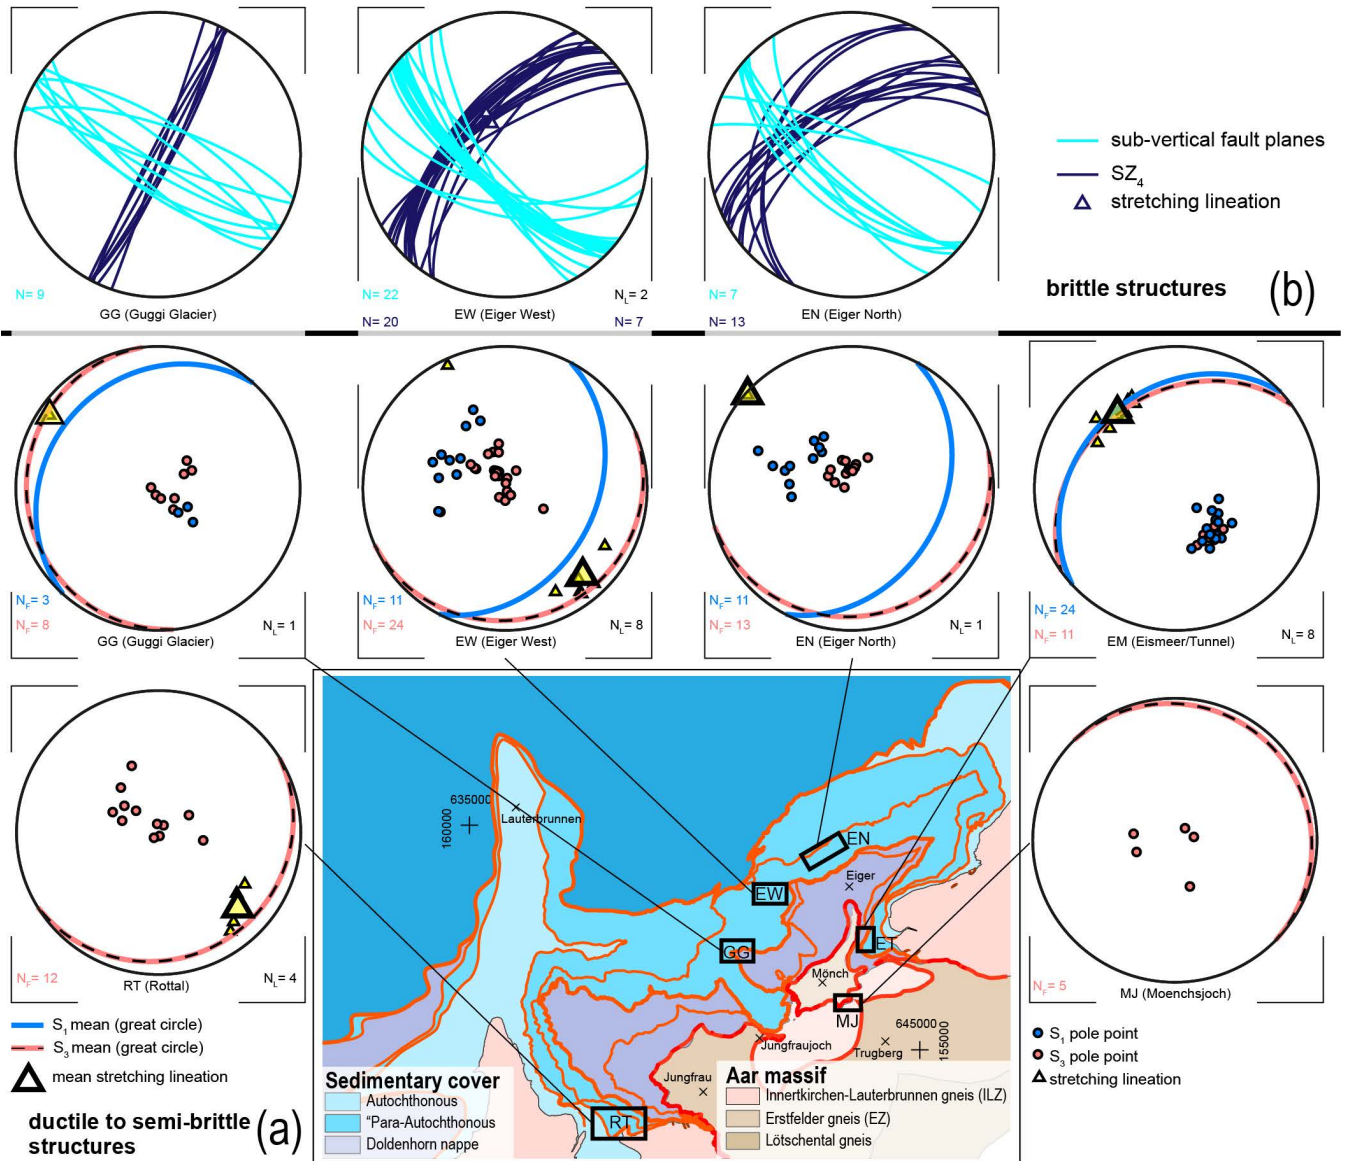 sub-vertical fault planes
SZ4
stretching lineation
brittle structures
(b)
N= 9
GG (Guggi Glacier)
N= 22
NL= 2
EW (Eiger West)
N= 20
N= 7
N= 7
EN (Eiger North)
N= 13
NF= 3
NF= 8
GG (Guggi Glacier)
NL= 1
NF= 11
NF= 24
EW (Eiger West)
NL= 8
NF= 11
NF= 13
EN (Eiger North)
NL= 1
NF= 24
NF= 11
EM (Eismeer/Tunnel)
NL= 8
NF= 12
RT (Rottal)
NL= 4
S1 mean (great circle)
S3 mean (great circle)
mean stretching lineation
ductile to semi-brittle
structures
(a)
635000
160000
Lauterbrunnen
EN
Eiger
EW
ET
GG
Mönch
MJ
645000
155000
Jungfraujoch
Trugberg
Jungfrau
RT
Sedimentary cover
Autochthonous
“Para-Autochthonous
Doldenhorn nappe
Aar massif
Innertkirchen-Lauterbrunnen gneis (ILZ)
Erstfelder gneis (EZ)
Lötschental gneis
NF= 5
MJ (Moenchsjoch)
S1 pole point
S3 pole point
stretching lineation